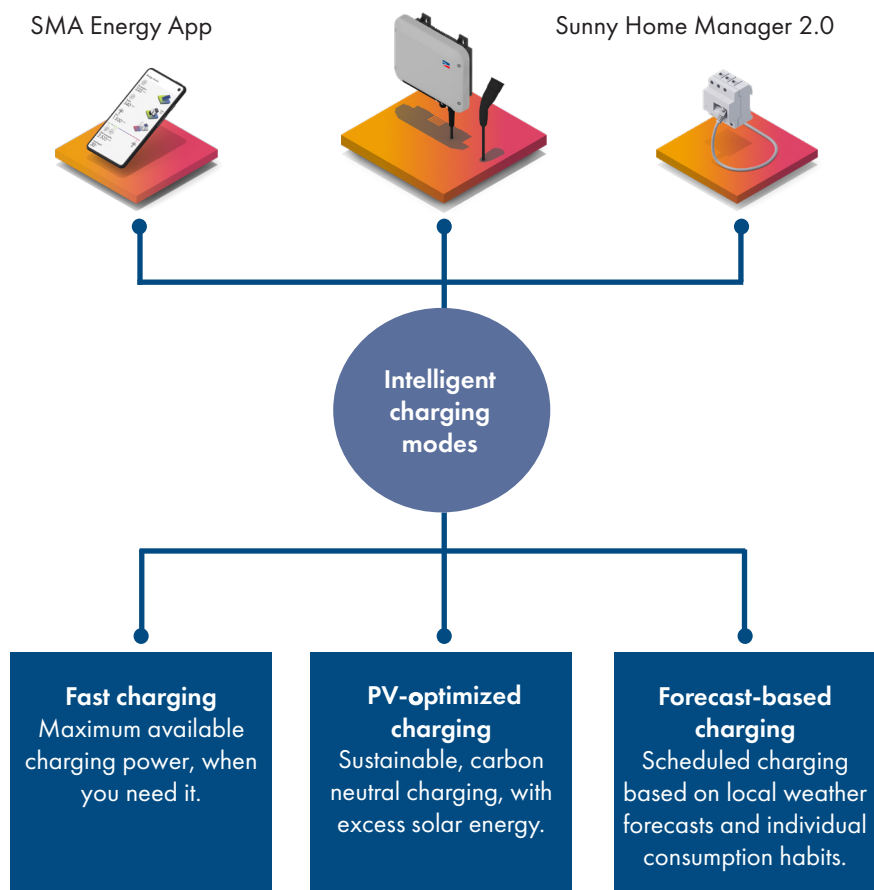 SMA Energy App
Sunny Home Manager 2.0
Intelligent
charging
modes
Fast charging
Maximum available
charging power, when
you need it.
PV-optimized
charging
Sustainable, carbon
neutral charging, with
excess solar energy.
Forecast-based
charging
Scheduled charging
based on local weather
forecasts and individual
consumption habits.